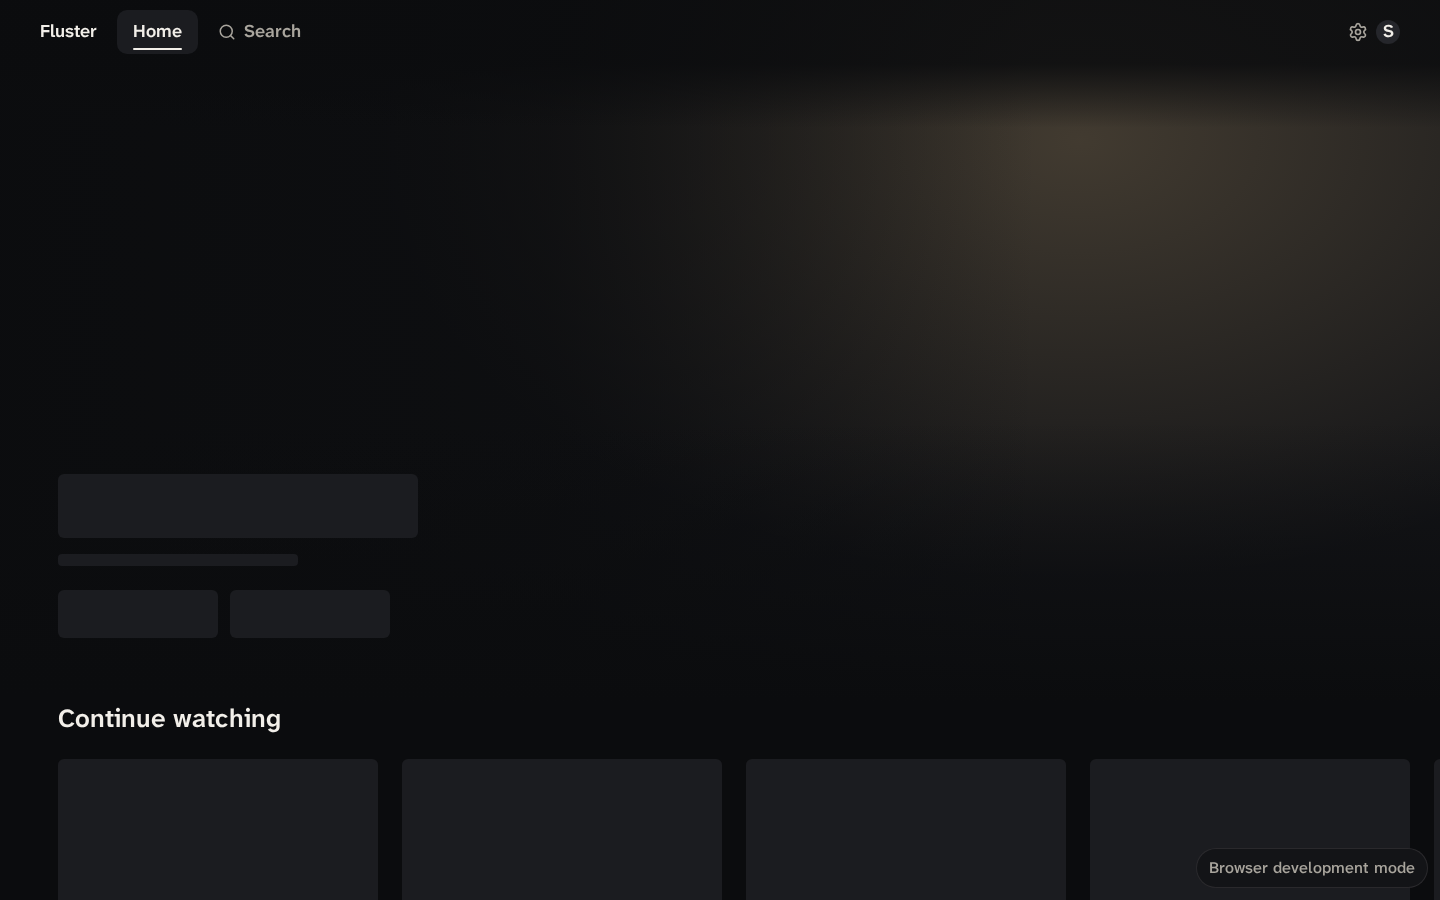 Fluster
Home
Search
S
Continue watching
Browser development mode